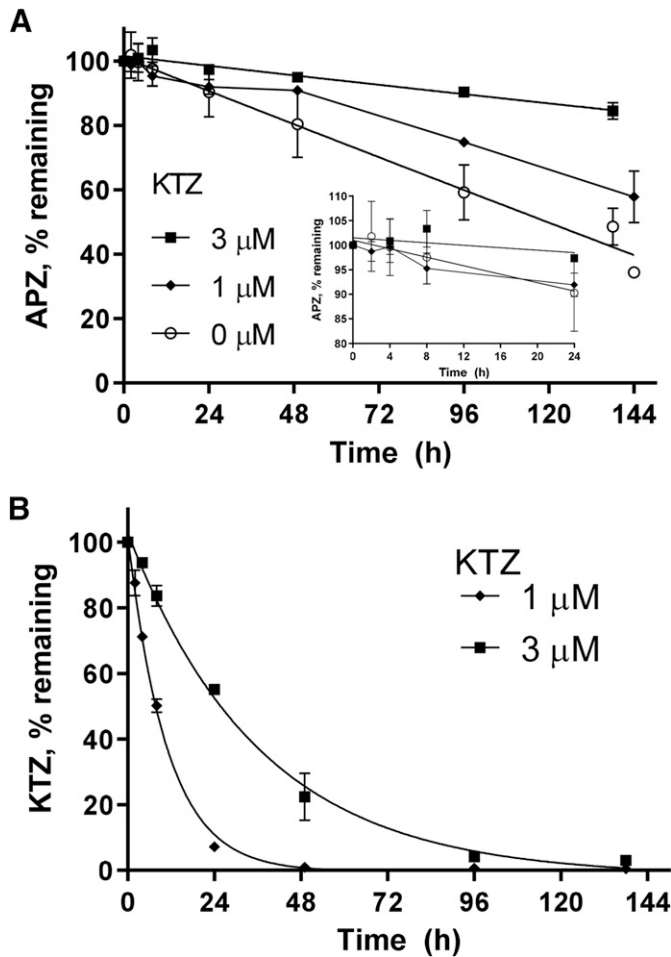 A
APZ, % remaining
100
80
60
40
20
0
KTZ
3 μM
1 μM
0 μM
APZ, % remaining
110
105
100
95
90
85
80
0 4 8 12 16 20 24
Time (h)
0 24 48 72 96 120 144
Time (h)
B
KTZ, % remaining
100
80
60
40
20
0
KTZ
1 μM
3 μM
0 24 48 72 96 120 144
Time (h)